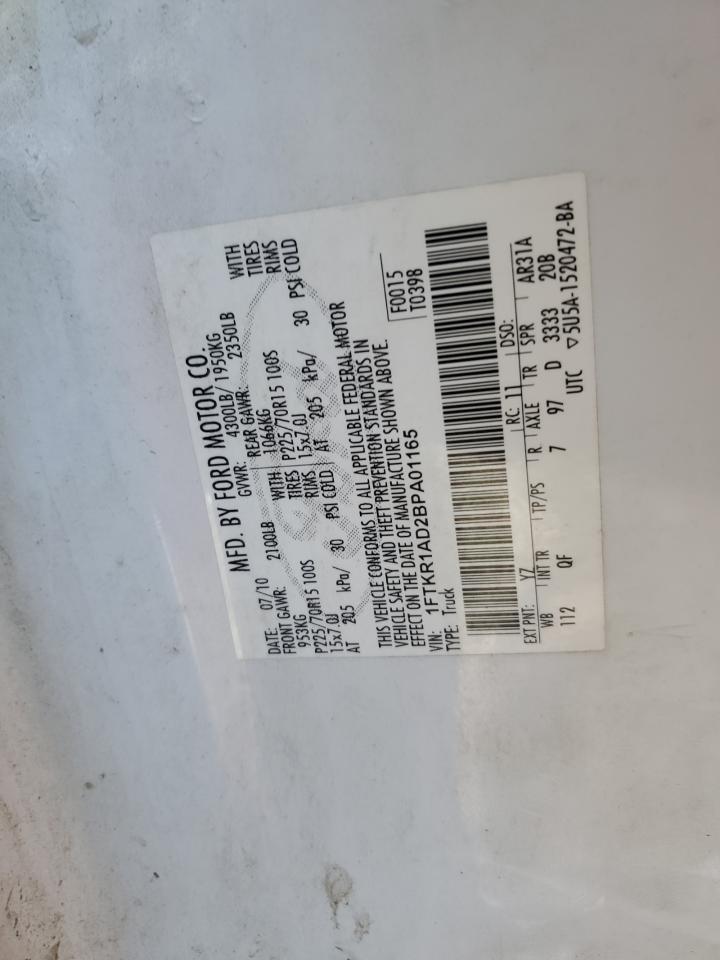 MFD. BY FORD MOTOR CO.
DATE: 07/10 GVWR: 4300LB/ 1950KG
FRONT GAWR: 2100LB REAR GAWR: 2350LB
953KG WITH 1066KG WITH
P225/70R15 100S TIRES P225/70R15 100S TIRES
15x7.0J RIMS 15x7.0J RIMS
AT 205 kPa/ 30 PSI COLD AT 205 kPa/ 30 PSI COLD
THIS VEHICLE CONFORMS TO ALL APPLICABLE FEDERAL MOTOR
VEHICLE SAFETY AND THEFT PREVENTION STANDARDS IN
EFFECT ON THE DATE OF MANUFACTURE SHOWN ABOVE.
VIN: 1FTKR1AD2BPA01165 F0015
TYPE: Truck T0398
EXT PNT: YZ RC: 11 DSO:
WB INT TR TP/PS R AXLE TR SPR AR31A
112 QF 7 97 D 3333 20B
UTC ▽5U5A-1520472-BA